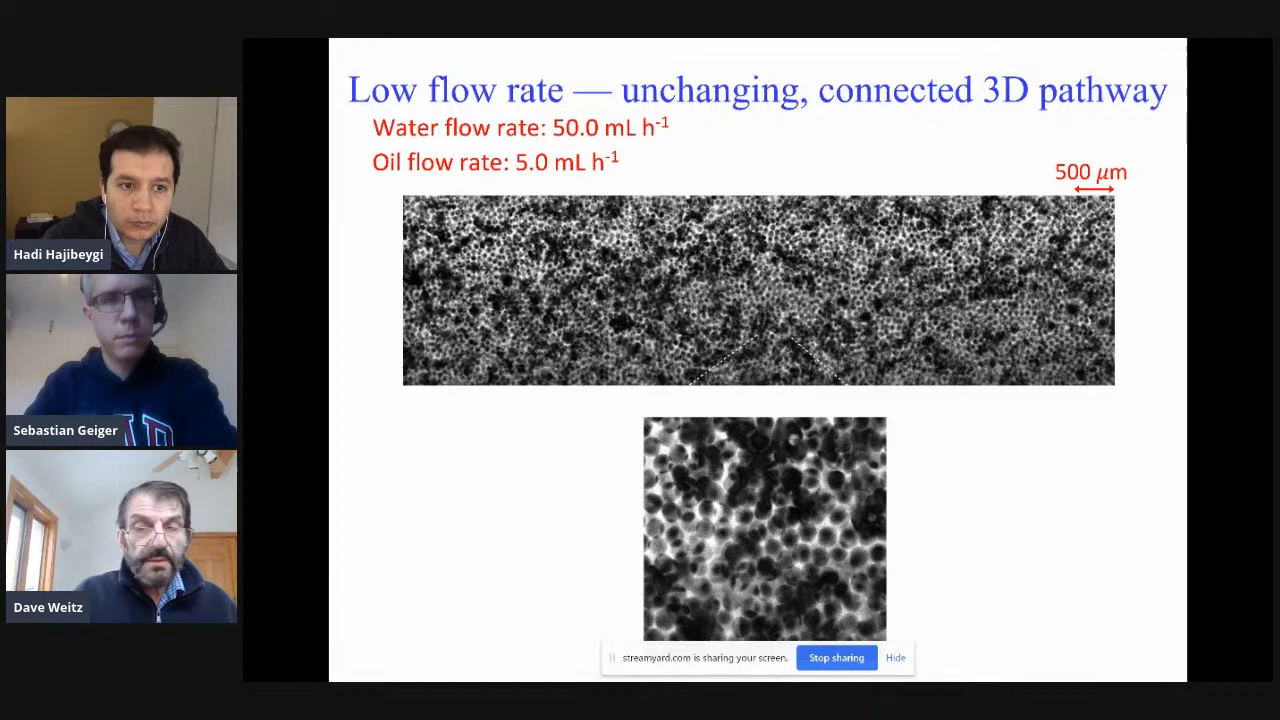 Low flow rate — unchanging, connected 3D pathway
Water flow rate: 50.0 mL h⁻¹
Oil flow rate: 5.0 mL h⁻¹
500 μm
Hadi Hajibeygi
Sebastian Geiger
Dave Weitz
streamyard.com is sharing your screen.
Stop sharing
Hide